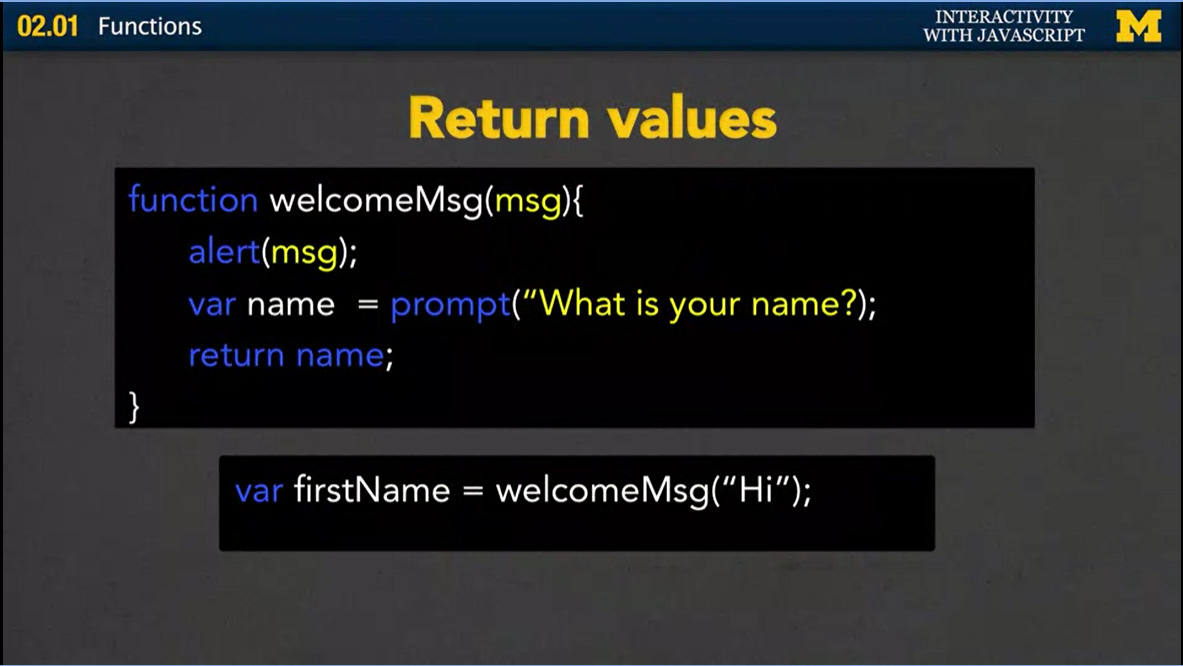 02.01 Functions
INTERACTIVITY
WITH JAVASCRIPT
M
Return values
function welcomeMsg(msg){
alert(msg);
var name = prompt(“What is your name?);
return name;
}
var firstName = welcomeMsg(“Hi”);